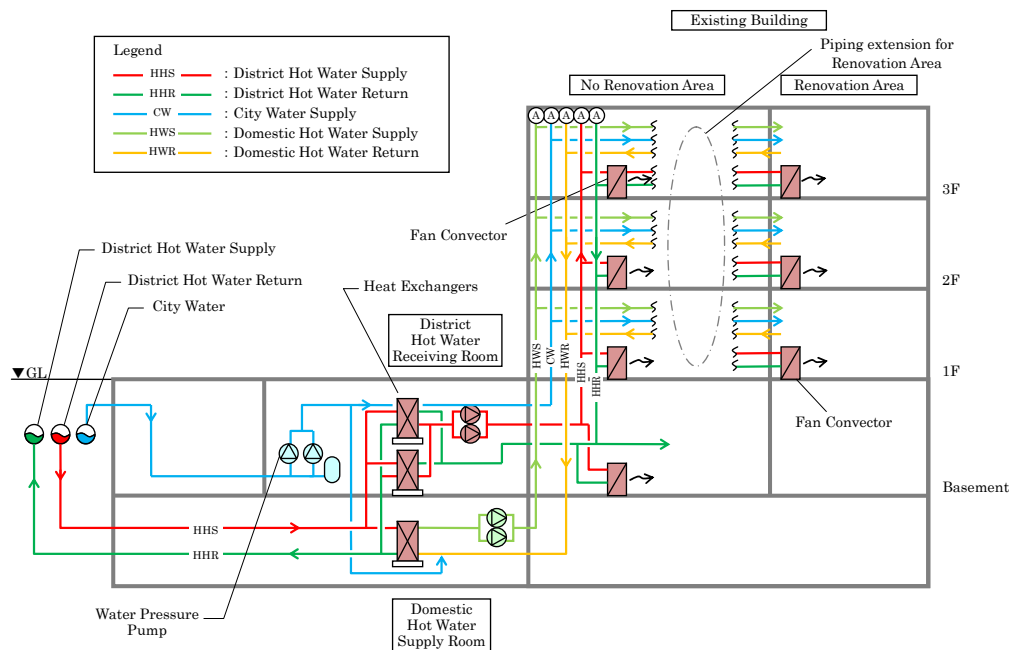 Existing Building
Legend
HHS : District Hot Water Supply
HHR : District Hot Water Return
CW : City Water Supply
HWS : Domestic Hot Water Supply
HWR : Domestic Hot Water Return
Piping extension for
Renovation Area
No Renovation Area
Renovation Area
A A A A A
3F
Fan Convector
District Hot Water Supply
District Hot Water Return
City Water
Heat Exchangers
2F
District
Hot Water
Receiving Room
HWS
CW
HWR
HHS
HHR
▼GL
1F
Fan Convector
Basement
HHS
HHR
Water Pressure
Pump
Domestic
Hot Water
Supply Room